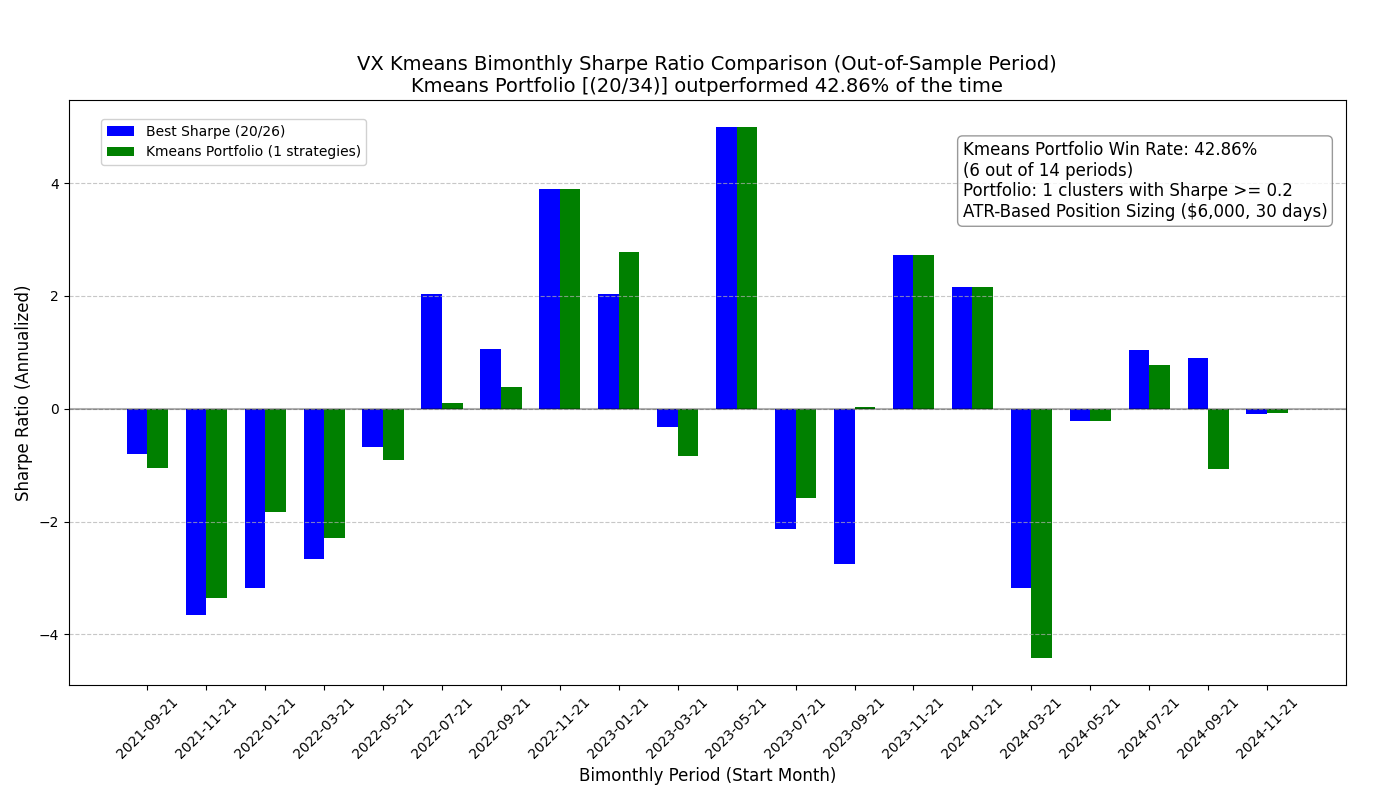 VX Kmeans Bimonthly Sharpe Ratio Comparison (Out-of-Sample Period)
Kmeans Portfolio [(20/34)] outperformed 42.86% of the time
Best Sharpe (20/26)
Kmeans Portfolio (1 strategies)
Kmeans Portfolio Win Rate: 42.86%
(6 out of 14 periods)
Portfolio: 1 clusters with Sharpe >= 0.2
ATR-Based Position Sizing ($6,000, 30 days)
Sharpe Ratio (Annualized)
4
2
0
−2
−4
2021-09-21
2021-11-21
2022-01-21
2022-03-21
2022-05-21
2022-07-21
2022-09-21
2022-11-21
2023-01-21
2023-03-21
2023-05-21
2023-07-21
2023-09-21
2023-11-21
2024-01-21
2024-03-21
2024-05-21
2024-07-21
2024-09-21
2024-11-21
Bimonthly Period (Start Month)